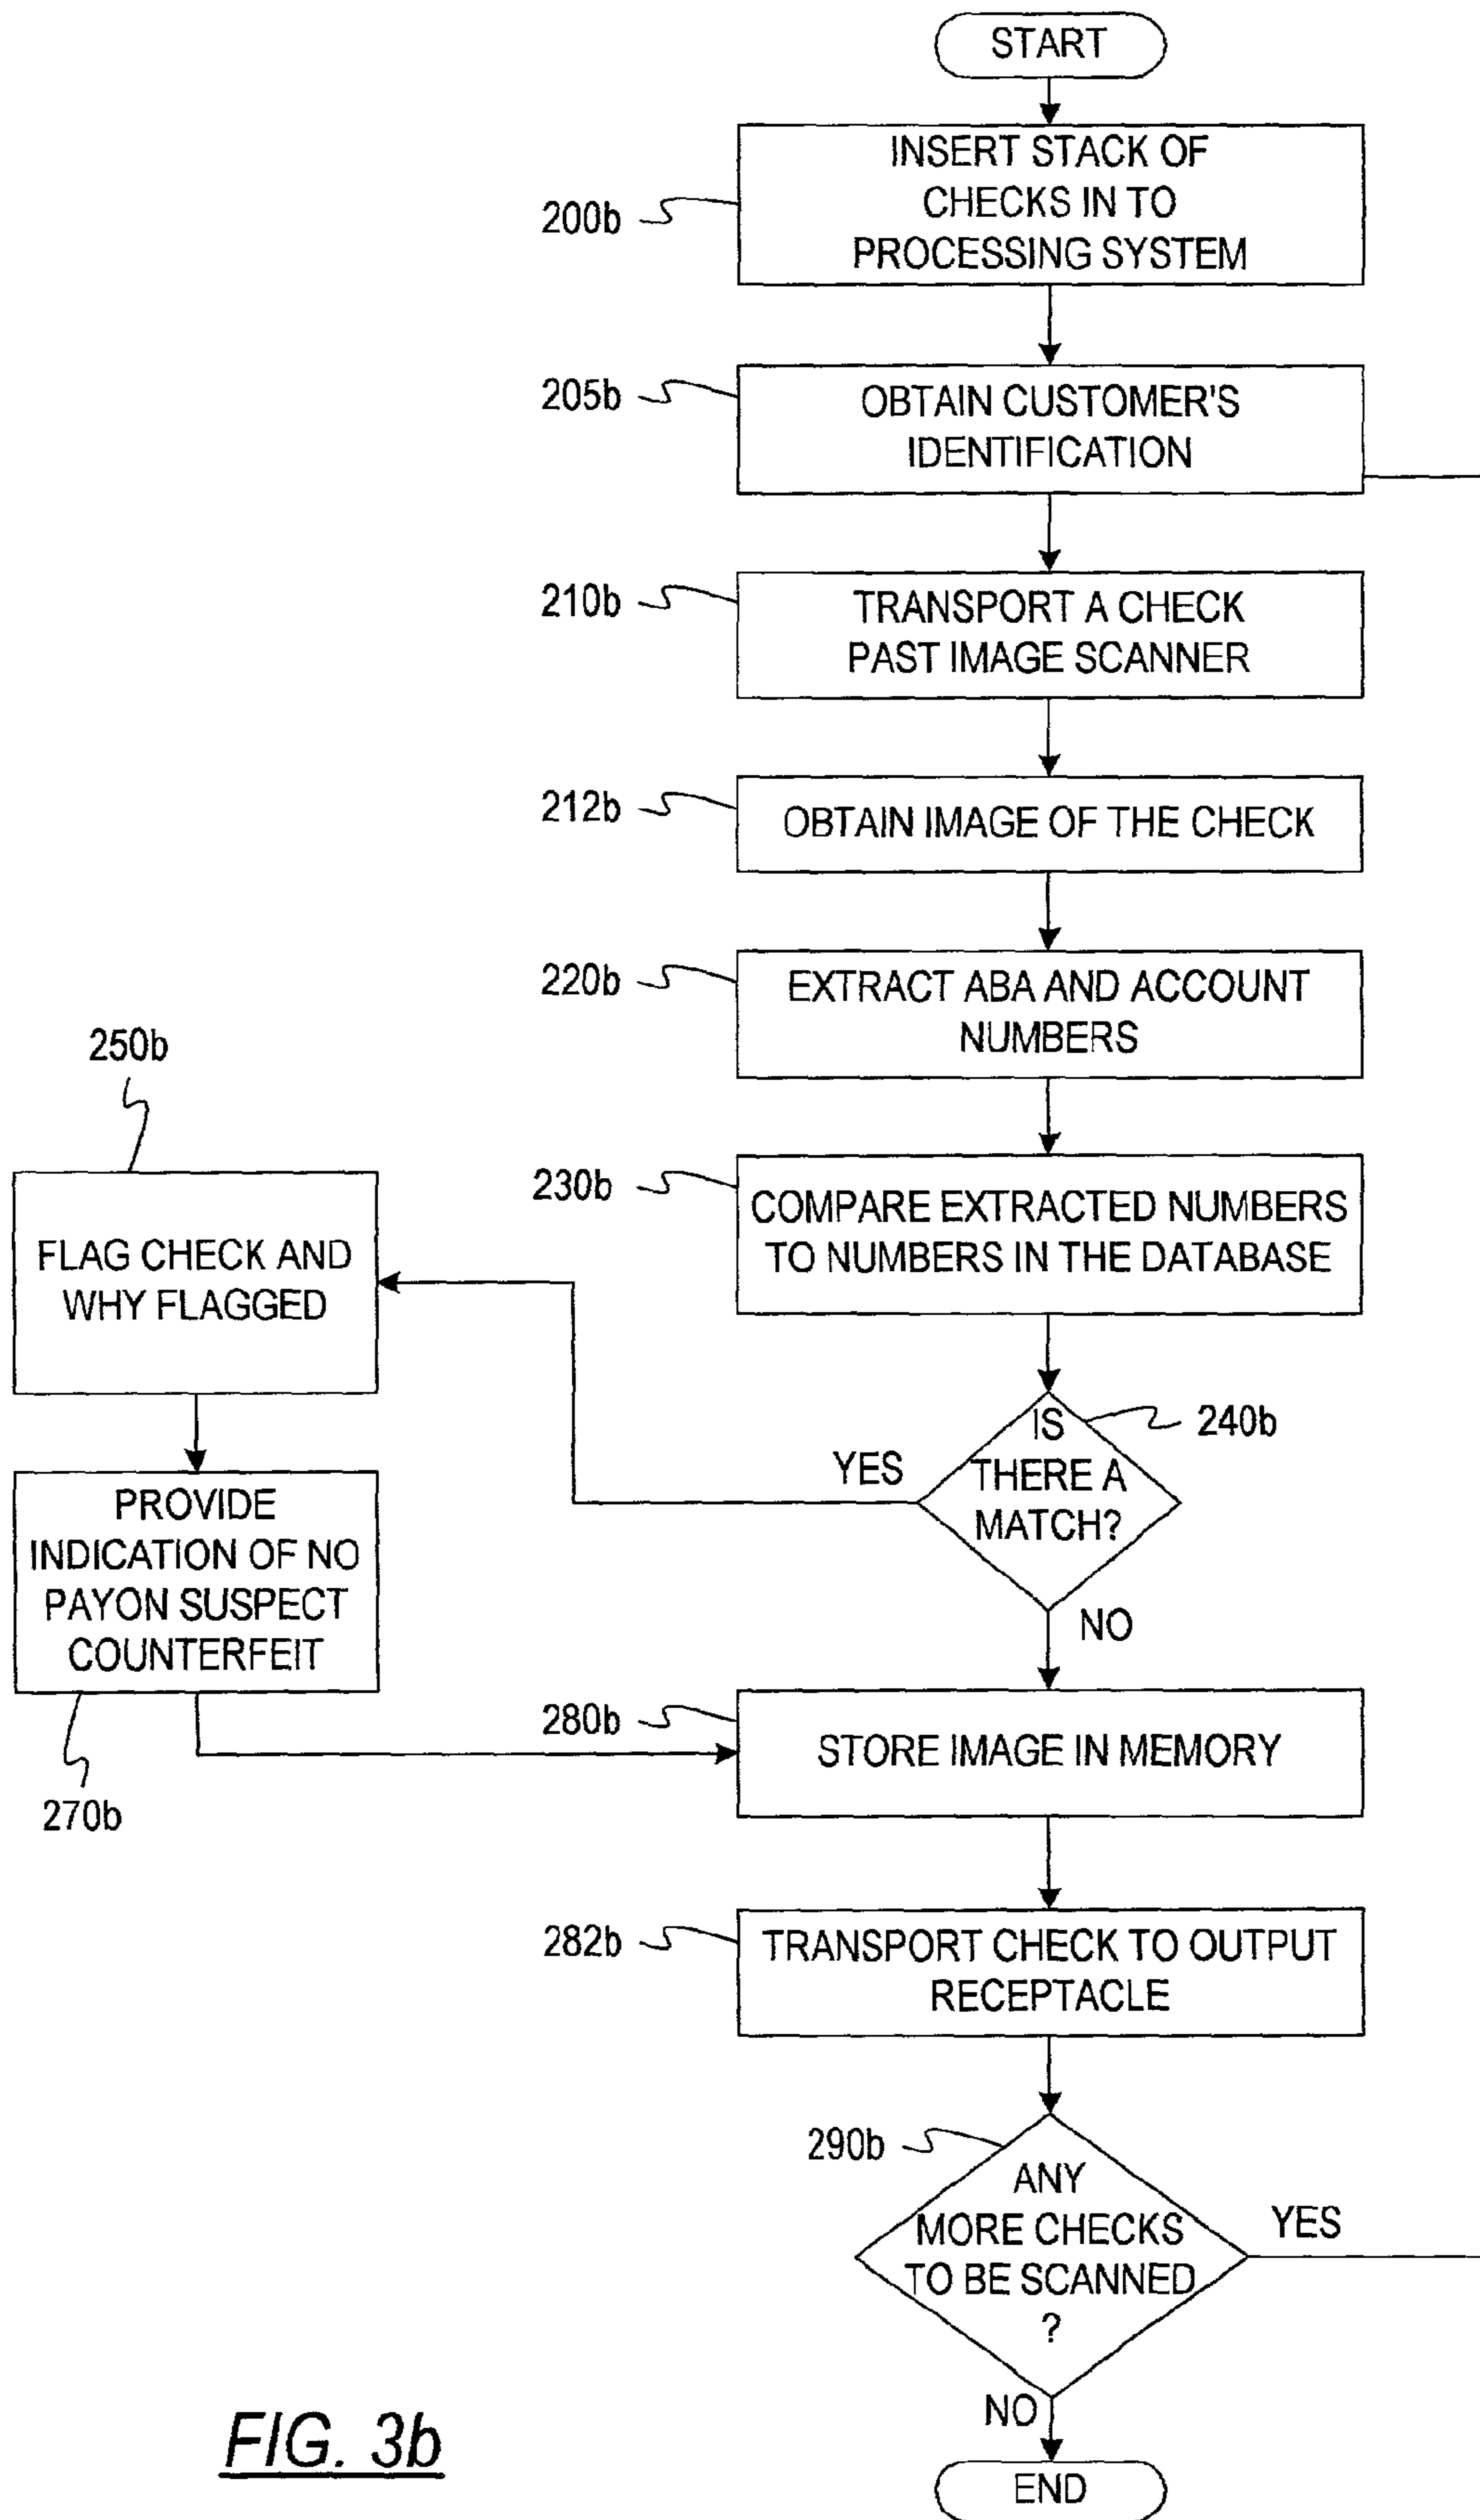 START
INSERT STACK OF
CHECKS IN TO
PROCESSING SYSTEM
200b
205b
OBTAIN CUSTOMER'S
IDENTIFICATION
210b
TRANSPORT A CHECK
PAST IMAGE SCANNER
212b
OBTAIN IMAGE OF THE CHECK
220b
EXTRACT ABA AND ACCOUNT
NUMBERS
230b
COMPARE EXTRACTED NUMBERS
TO NUMBERS IN THE DATABASE
240b
IS
THERE A
MATCH?
YES
NO
250b
FLAG CHECK AND
WHY FLAGGED
PROVIDE
INDICATION OF NO
PAYON SUSPECT
COUNTERFEIT
270b
280b
STORE IMAGE IN MEMORY
282b
TRANSPORT CHECK TO OUTPUT
RECEPTACLE
290b
ANY
MORE CHECKS
TO BE SCANNED
?
YES
NO
END
FIG. 3b